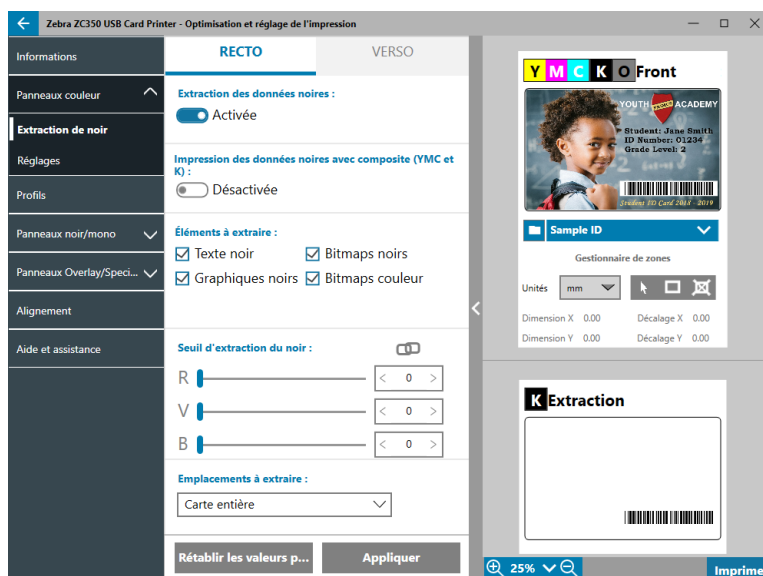 Zebra ZC350 USB Card Printer - Optimisation et réglage de l'impression
Informations
Panneaux couleur
Extraction de noir
Réglages
Profils
Panneaux noir/mono
Panneaux Overlay/Speci...
Alignement
Aide et assistance
RECTO
VERSO
Extraction des données noires :
Activée
Impression des données noires avec composite (YMC et
K) :
Désactivée
Éléments à extraire :
Texte noir
Bitmaps noirs
Graphiques noirs
Bitmaps couleur
Seuil d'extraction du noir :
R
< 0 >
V
< 0 >
B
< 0 >
Emplacements à extraire :
Carte entière
Rétablir les valeurs p...
Appliquer
Y M C K O Front
YOUTH ACADEMY
Student: Jane Smith
ID Number: 01234
Grade Level: 2
Student ID Card 2018 - 2019
Sample ID
Gestionnaire de zones
Unités
mm
Dimension X 0.00 Décalage X 0.00
Dimension Y 0.00 Décalage Y 0.00
K Extraction
25%
Imprime